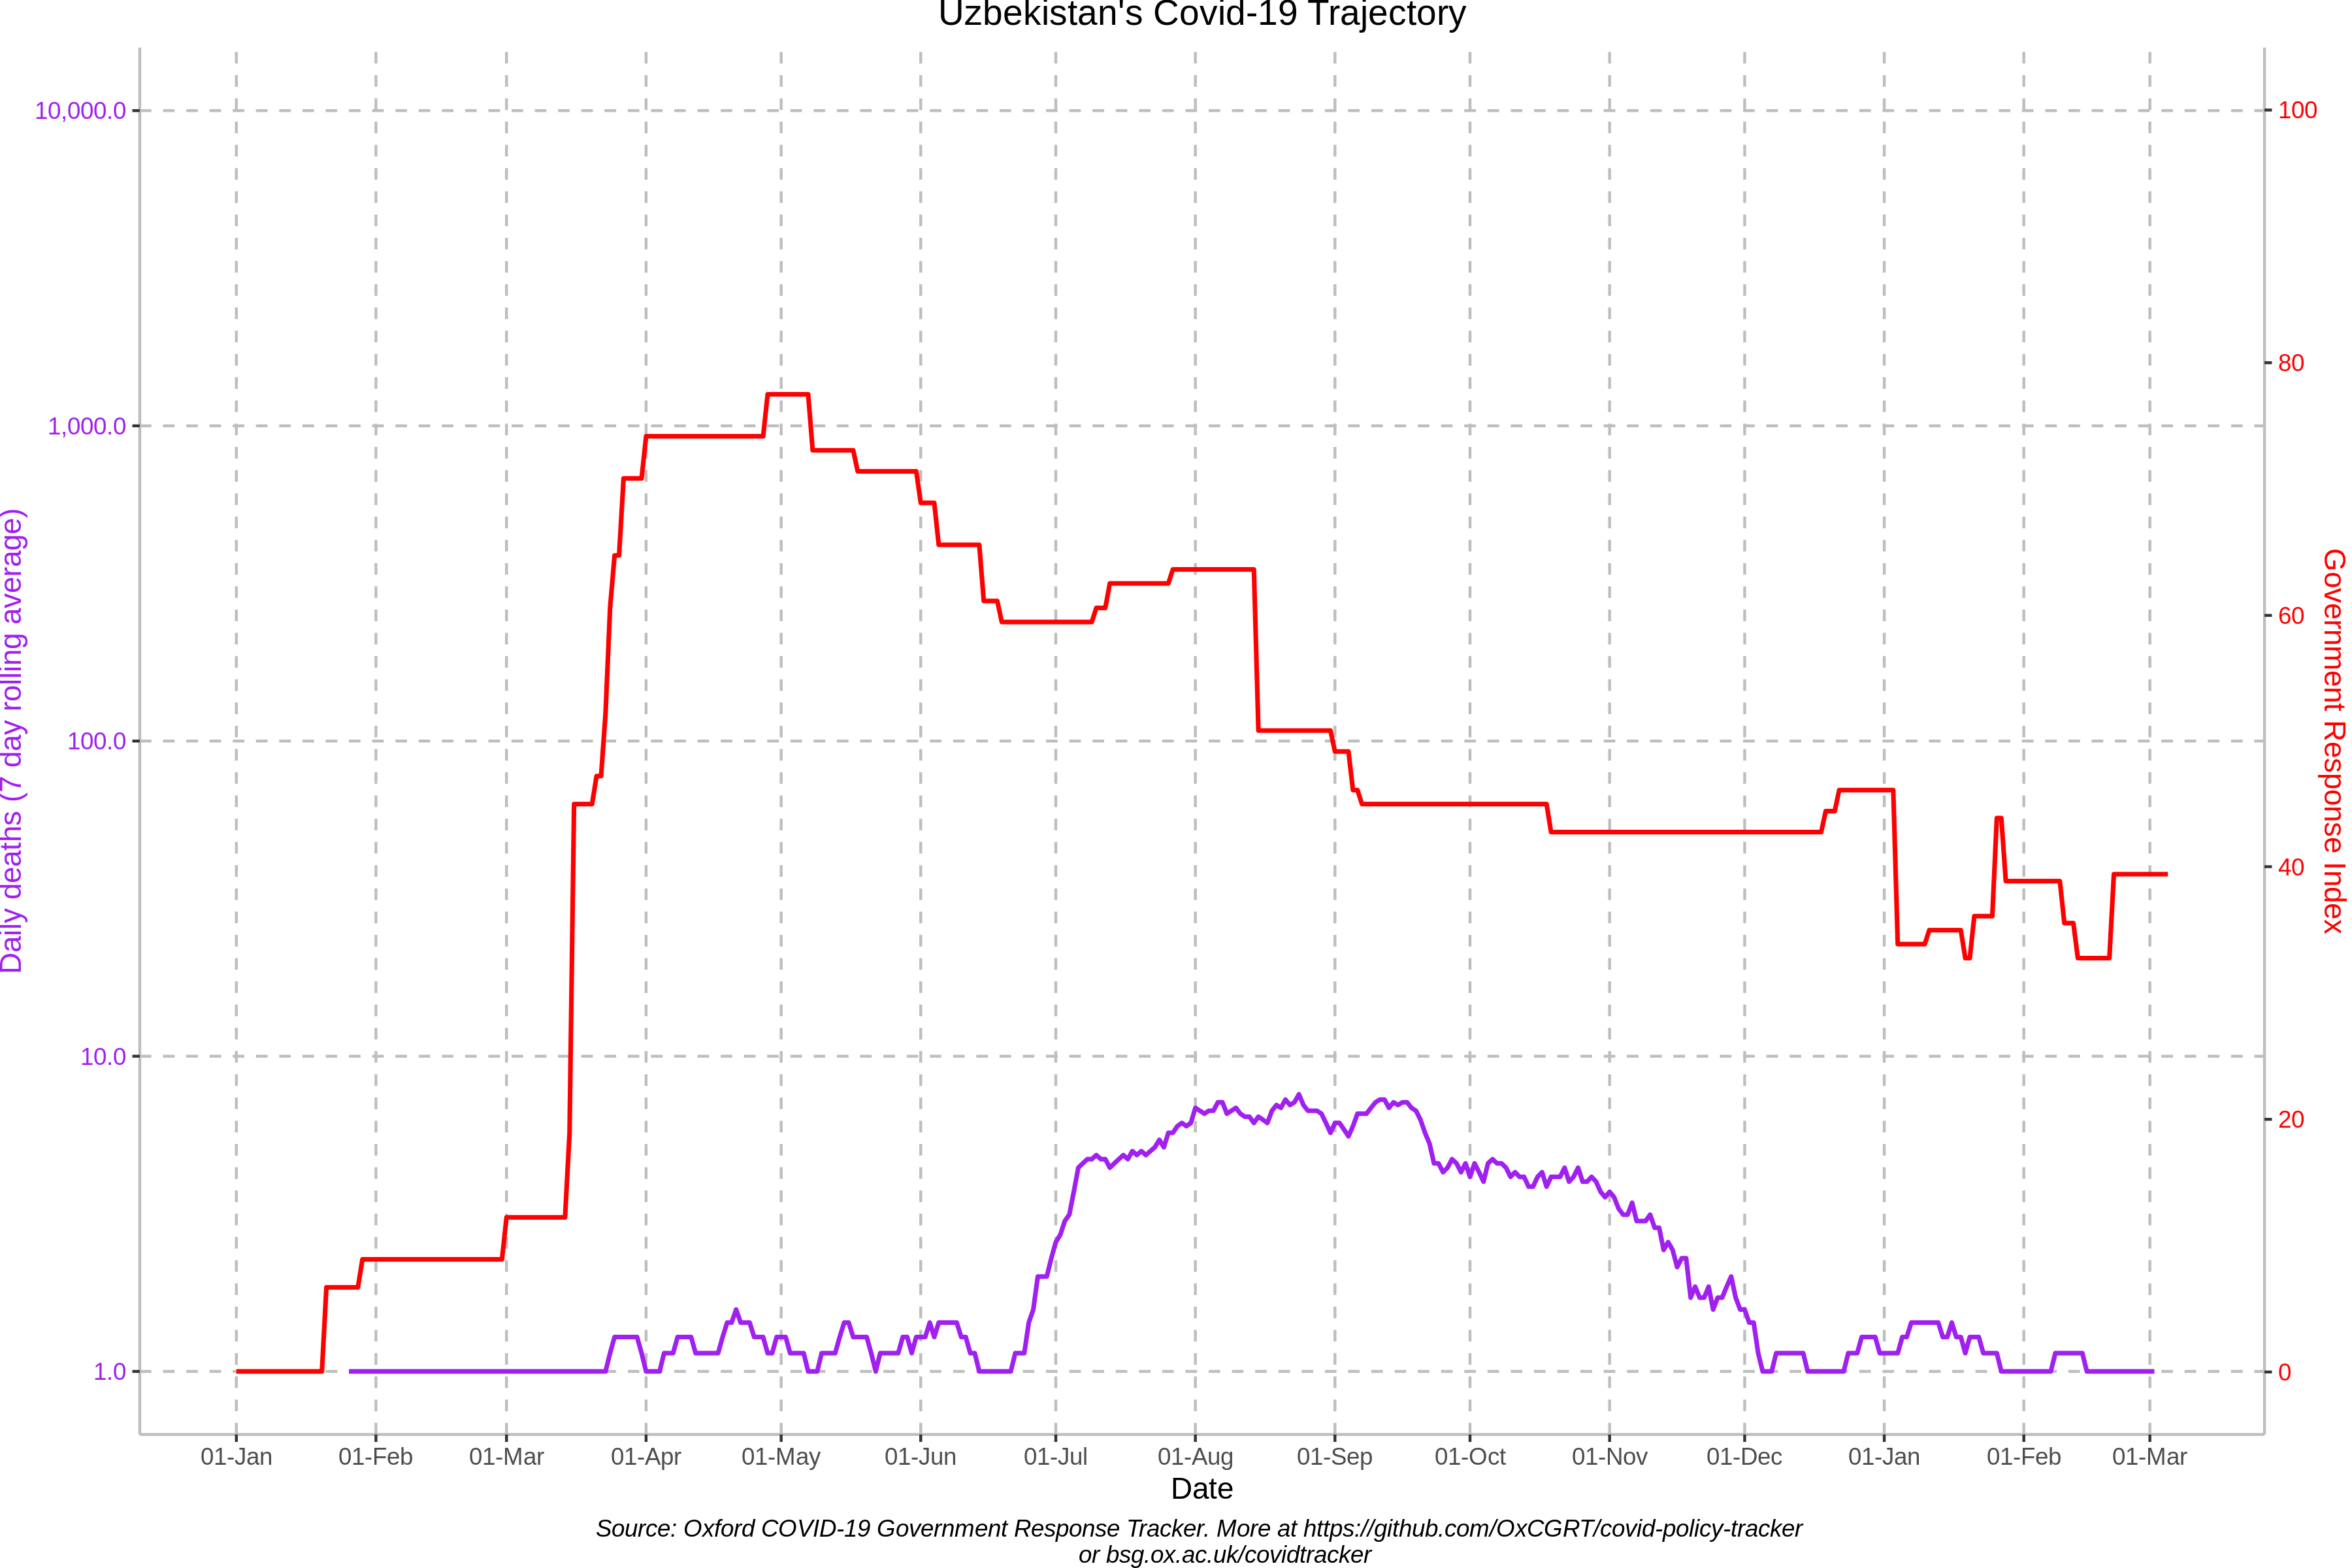 Uzbekistan's Covid-19 Trajectory
10,000.0
1,000.0
100.0
10.0
1.0
Daily deaths (7 day rolling average)
100
80
60
40
20
0
Government Response Index
01-Jan 01-Feb 01-Mar 01-Apr 01-May 01-Jun 01-Jul 01-Aug 01-Sep 01-Oct 01-Nov 01-Dec 01-Jan 01-Feb 01-Mar
Date
Source: Oxford COVID-19 Government Response Tracker. More at https://github.com/OxCGRT/covid-policy-tracker
or bsg.ox.ac.uk/covidtracker